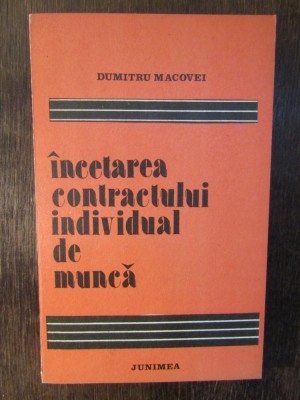 DUMITRU MACOVEI
încetarea
contractului
individual
de
muncă
JUNIMEA